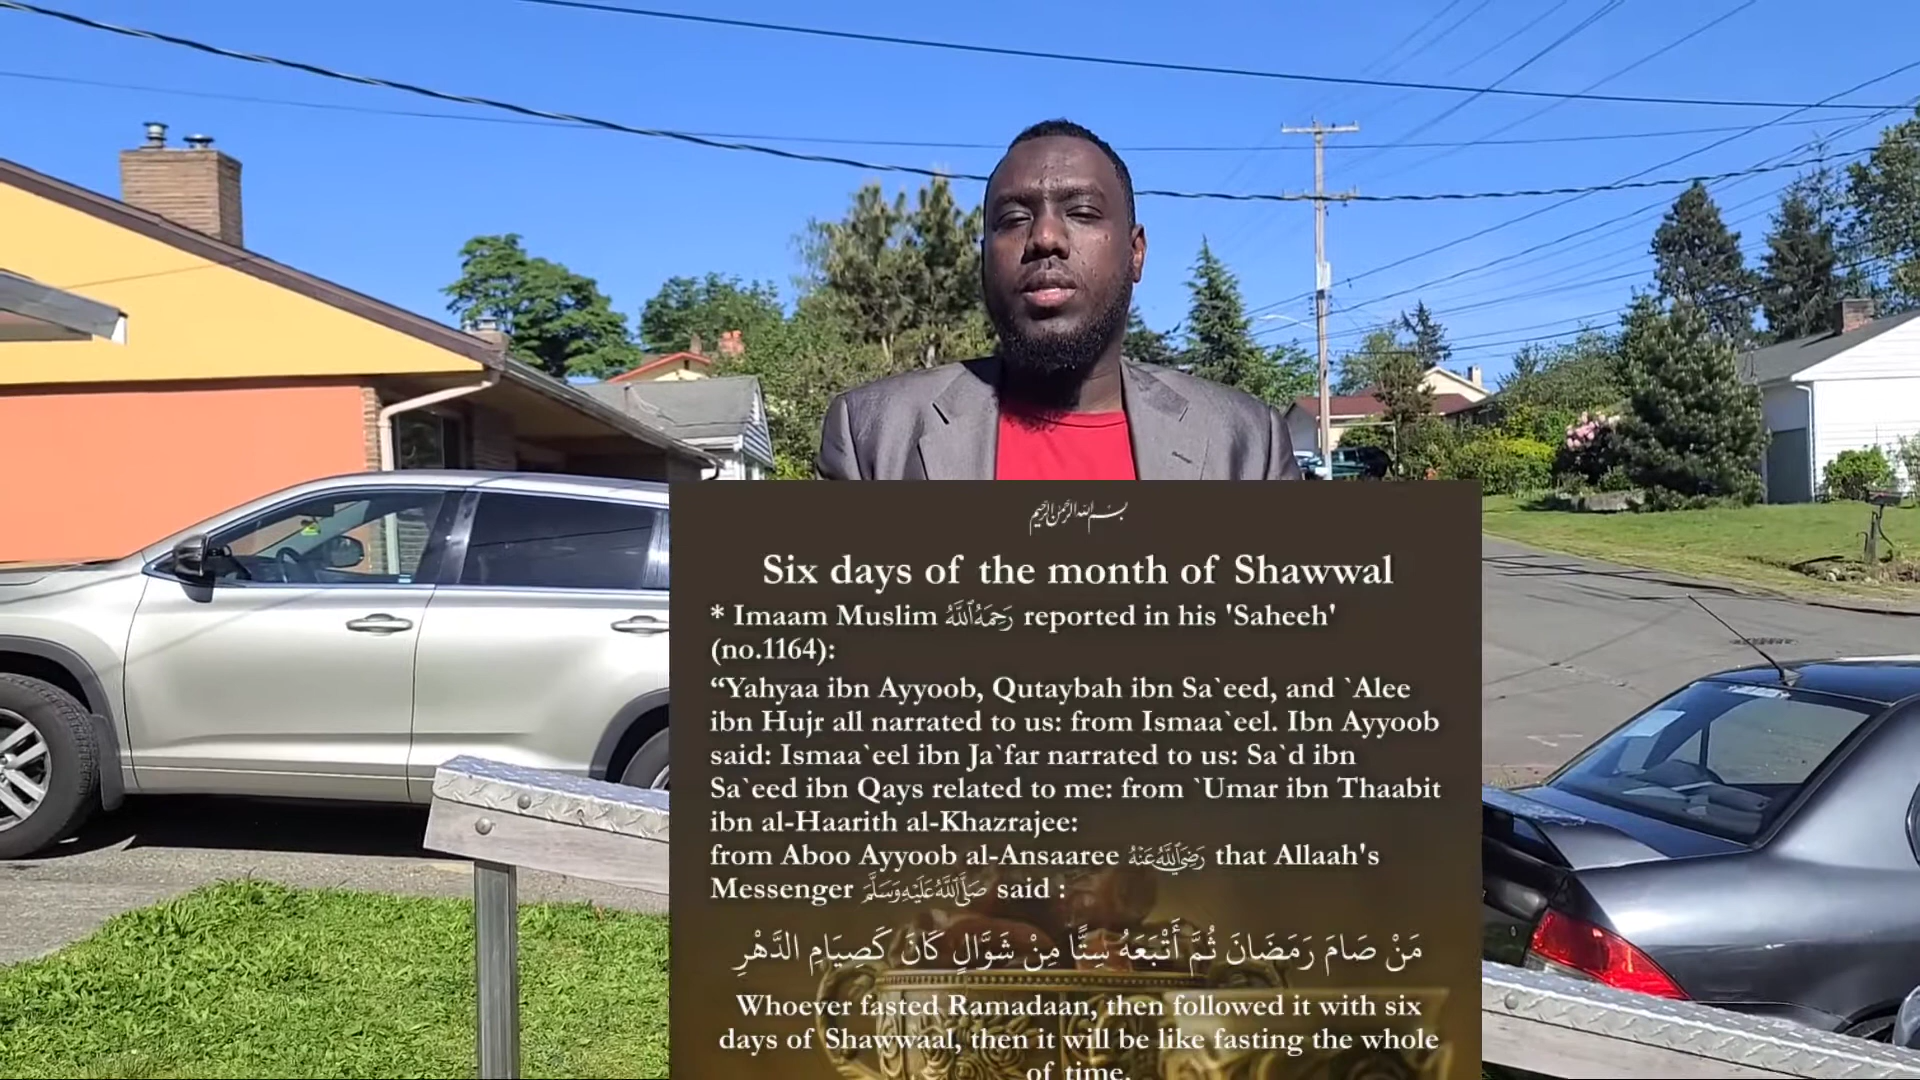 بسم الله الرحمن الرحيم
Six days of the month of Shawwal
* Imaam Muslim رَحِمَهُ ٱللَّهُ reported in his 'Saheeh'
(no.1164):
“Yahyaa ibn Ayyoob, Qutaybah ibn Sa`eed, and `Alee
ibn Hujr all narrated to us: from Ismaa`eel. Ibn Ayyoob
said: Ismaa`eel ibn Ja`far narrated to us: Sa`d ibn
Sa`eed ibn Qays related to me: from `Umar ibn Thaabit
ibn al-Haarith al-Khazrajee:
from Aboo Ayyoob al-Ansaaree رَضِيَ ٱللَّهُ عَنْهُ that Allaah's
Messenger صَلَّى ٱللَّهُ عَلَيْهِ وَسَلَّمَ said :
مَنْ صَامَ رَمَضَانَ ثُمَّ أَتْبَعَهُ سِتًّا مِنْ شَوَّالٍ كَانَ كَصِيَامِ الدَّهْرِ
Whoever fasted Ramadaan, then followed it with six
days of Shawwaal, then it will be like fasting the whole
of time.